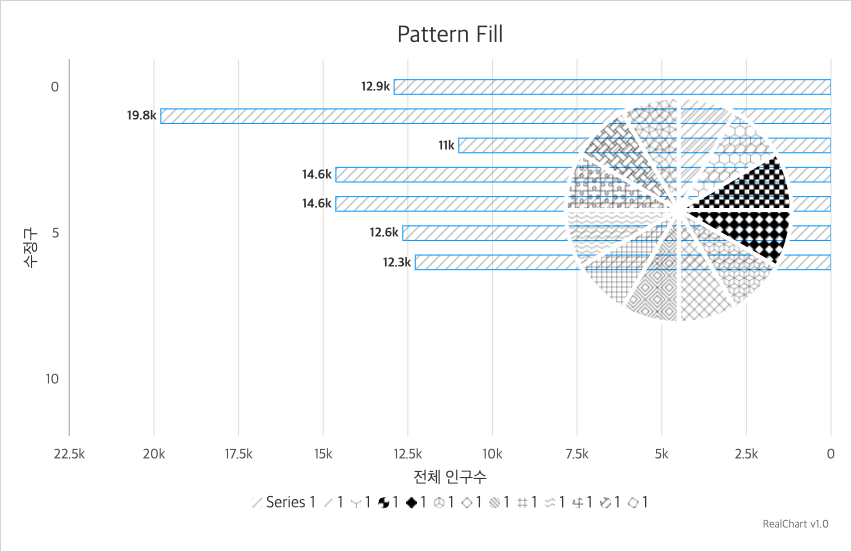 Pattern Fill
0
12.9k
19.8k
11k
14.6k
14.6k
5
12.6k
수정구
12.3k
10
22.5k 20k 17.5k 15k 12.5k 10k 7.5k 5k 2.5k 0
전체 인구수
Series 1 1 1 1 1 1 1 1 1 1 1 1 1
RealChart v1.0